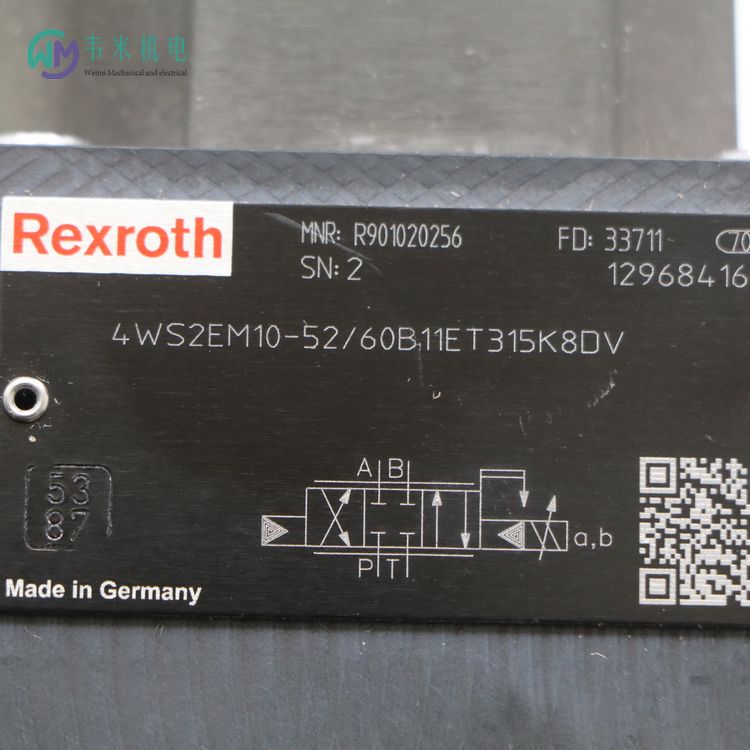 韦米机电
Weimi Mechanical and electrical
Rexroth
MNR: R901020256
FD: 33711
70
SN: 2
12968416
4WS2EM10-52/60B11ET315K8DV
53
87
A B
a,b
P T
Made in Germany